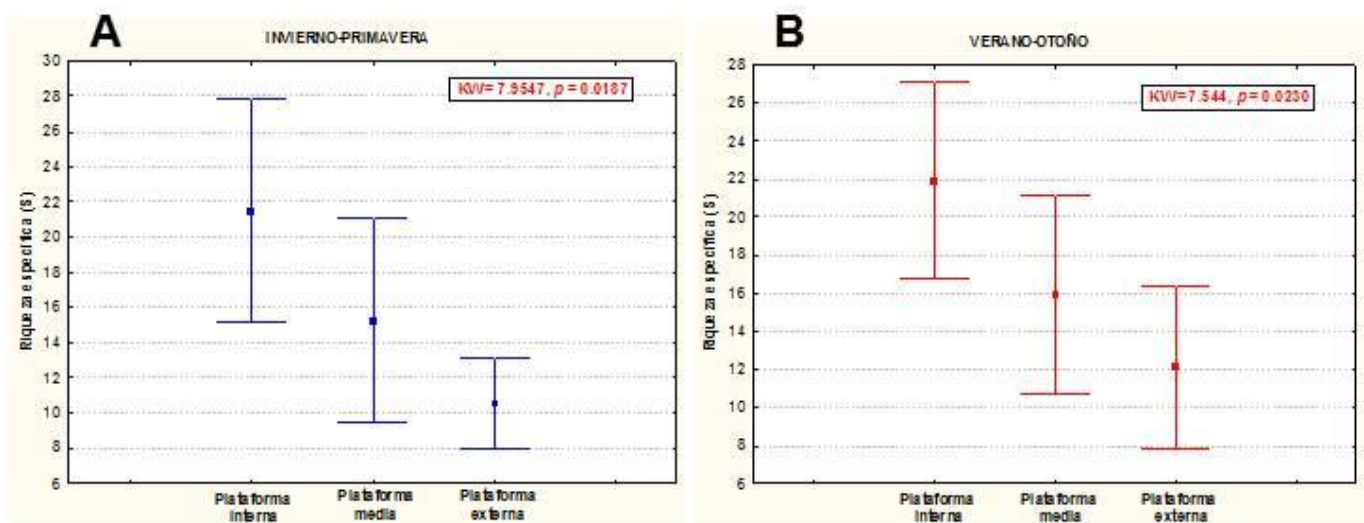 A
INVIERNO-PRIMAVERA
KW= 7.9547, p = 0.0187
Riqueza específica (S)
30
28
26
24
22
20
18
16
14
12
10
8
6
Plataforma
interna
Plataforma
media
Plataforma
externa
B
VERANO-OTOÑO
KW=7.544, p= 0.0230
Riqueza específica (S)
28
26
24
22
20
18
16
14
12
10
8
6
Plataforma
interna
Plataforma
media
Plataforma
externa